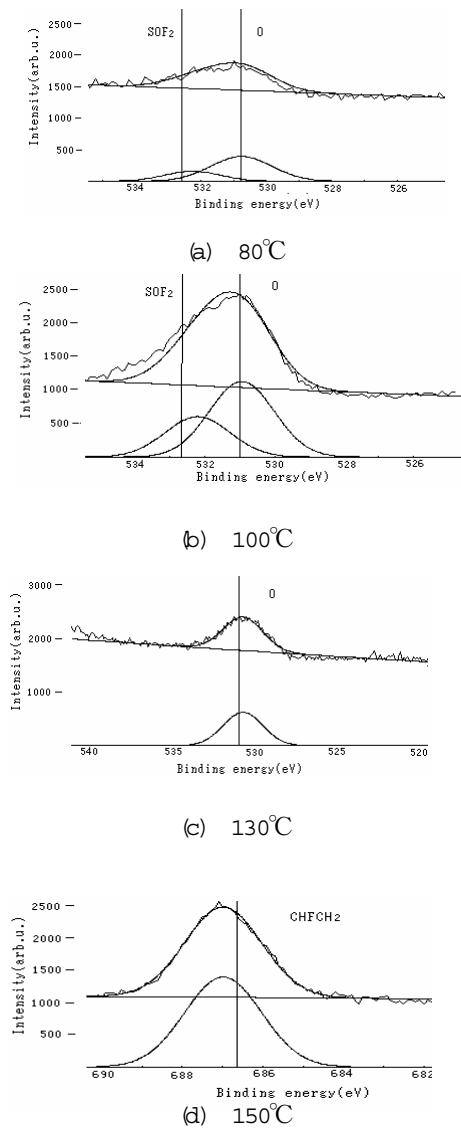 SOF2 O
2500
2000
1500
1000
500
Intensity(arb.u.)
534 532 530 528 526
Binding energy(eV)
(a) 80℃
SOF2 O
2500
2000
1500
1000
500
Intensity(arb.u.)
534 532 530 528 526
Binding energy(eV)
(b) 100℃
O
3000
2000
1000
Intensity(arb.u.)
540 535 530 525 520
Binding energy(eV)
(c) 130℃
CHFCH2
2500
2000
1500
1000
500
Intensity(arb.u.)
690 688 686 684 682
Binding energy(eV)
(d) 150℃